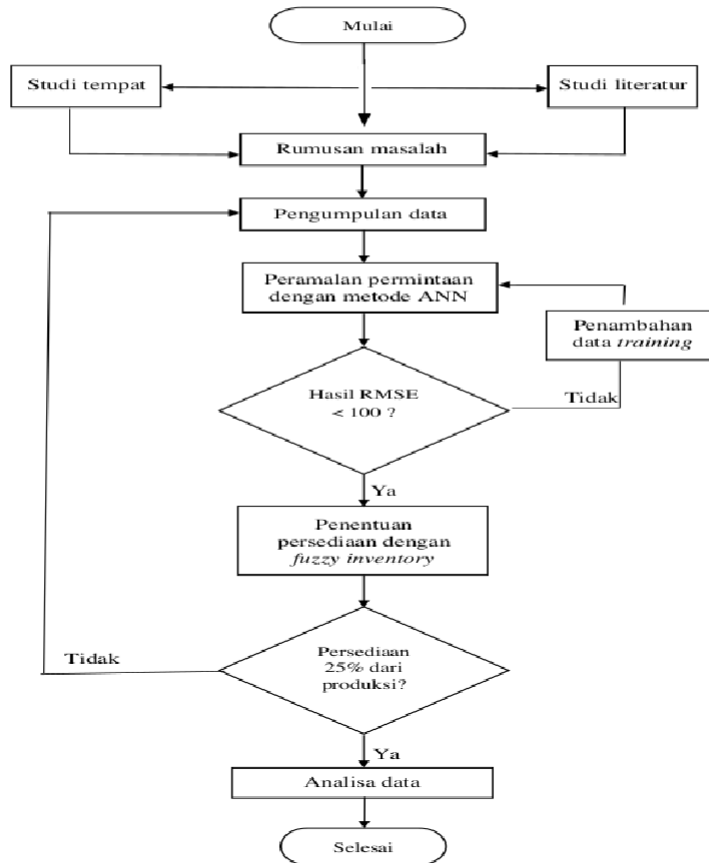 Mulai
Studi tempat
Studi literatur
Rumusan masalah
Pengumpulan data
Peramalan permintaan
dengan metode ANN
Penambahan
data training
Hasil RMSE
< 100 ?
Tidak
Ya
Penentuan
persediaan dengan
fuzzy inventory
Persediaan
25% dari
produksi?
Tidak
Ya
Analisa data
Selesai